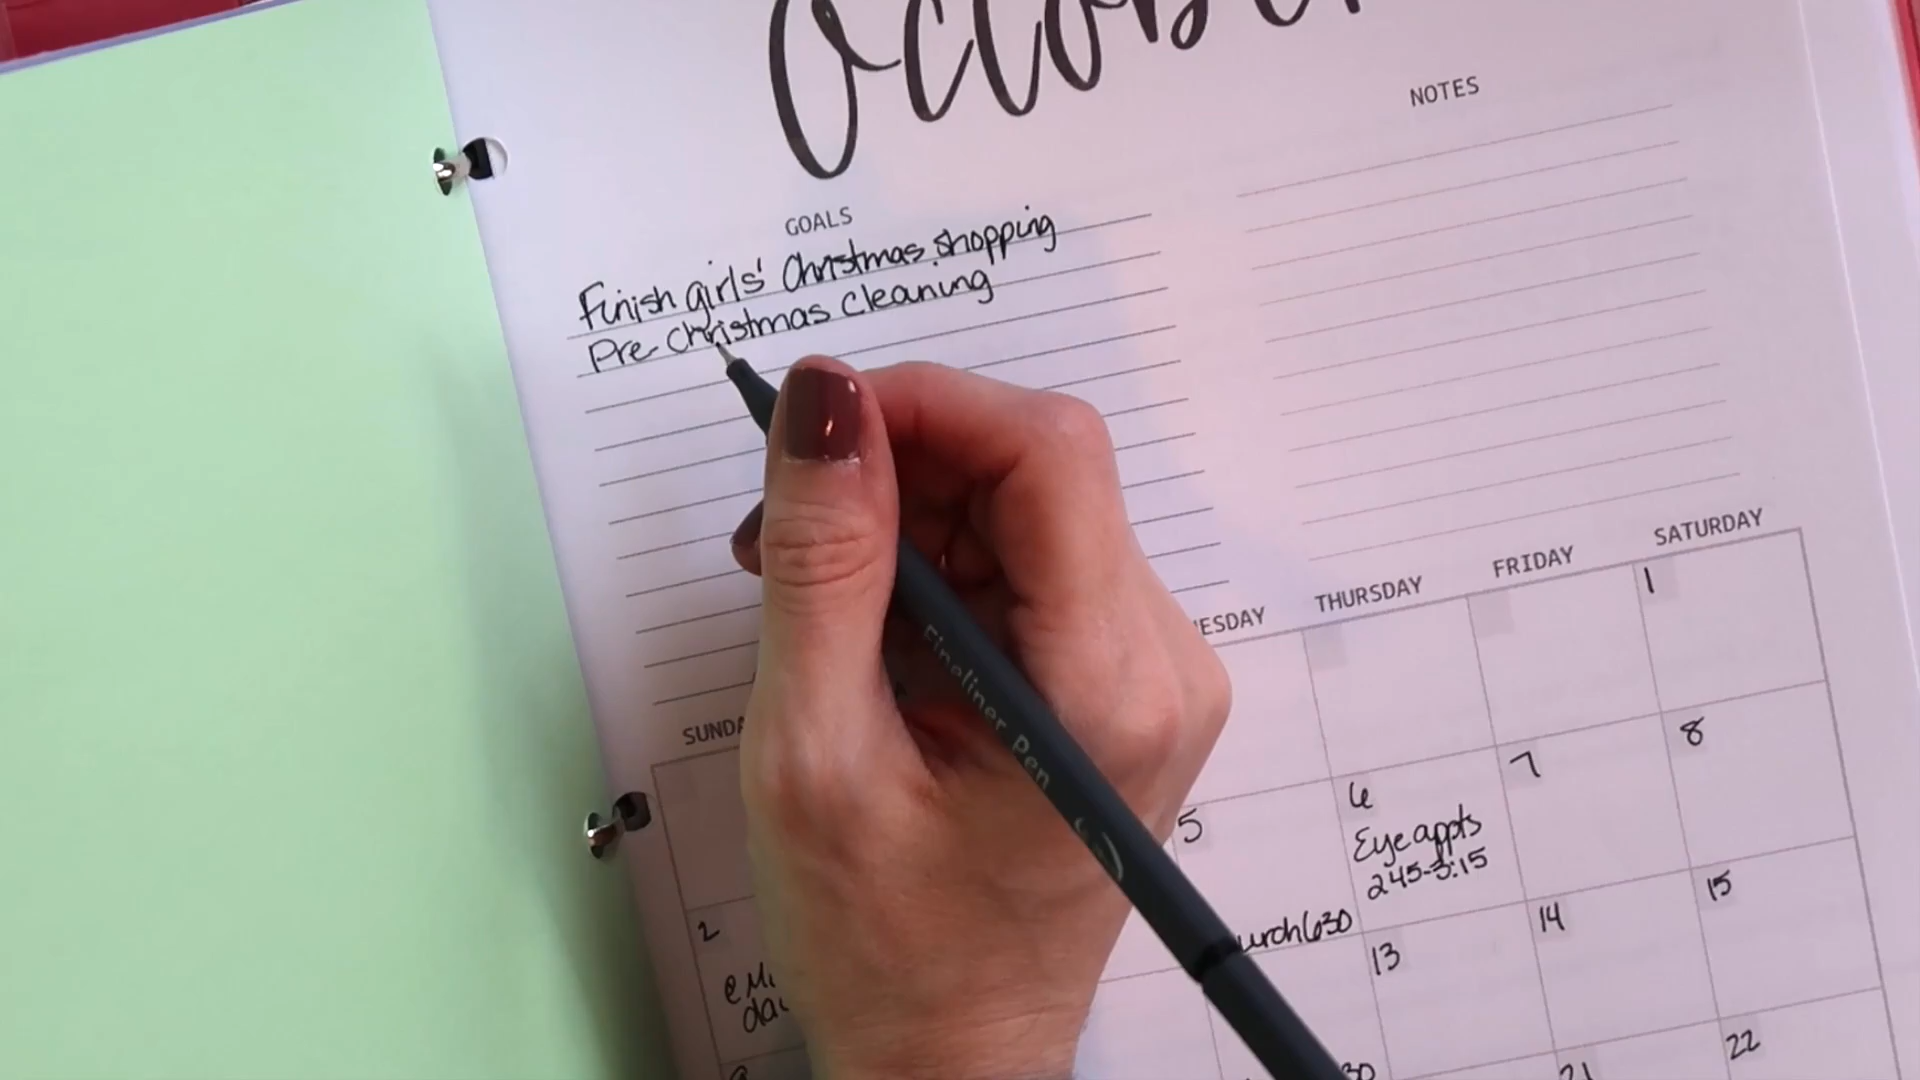 October
NOTES
GOALS
Finish girls' Christmas shopping
Pre-Christmas cleaning
Fineliner Pen
SATURDAY
FRIDAY
THURSDAY
1
8
7
6
Eye appts
245-3:15
5
15
14
13
2
22
21